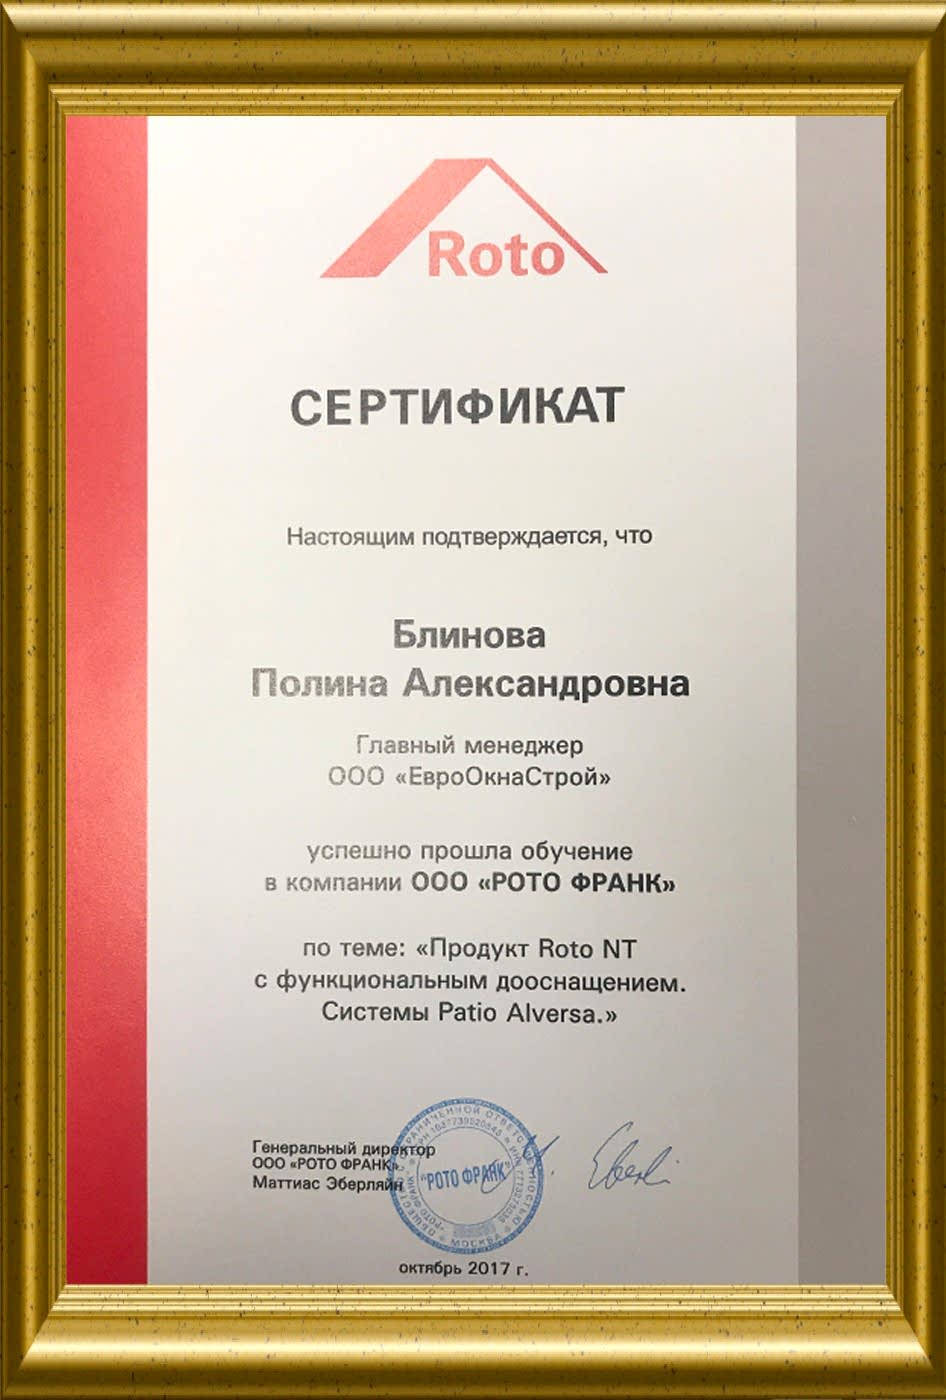 Roto
СЕРТИФИКАТ
Настоящим подтверждается, что
Блинова
Полина Александровна
Главный менеджер
ООО «ЕвроОкнаСтрой»
успешно прошла обучение
в компании ООО «РОТО ФРАНК»
по теме: «Продукт Roto NT
с функциональным дооснащением.
Системы Patio Alversa.»
Генеральный директор
ООО «РОТО ФРАНК»
Маттиас Эберляйн
"РОТО ФРАНК"
МОСКВА
октябрь 2017 г.